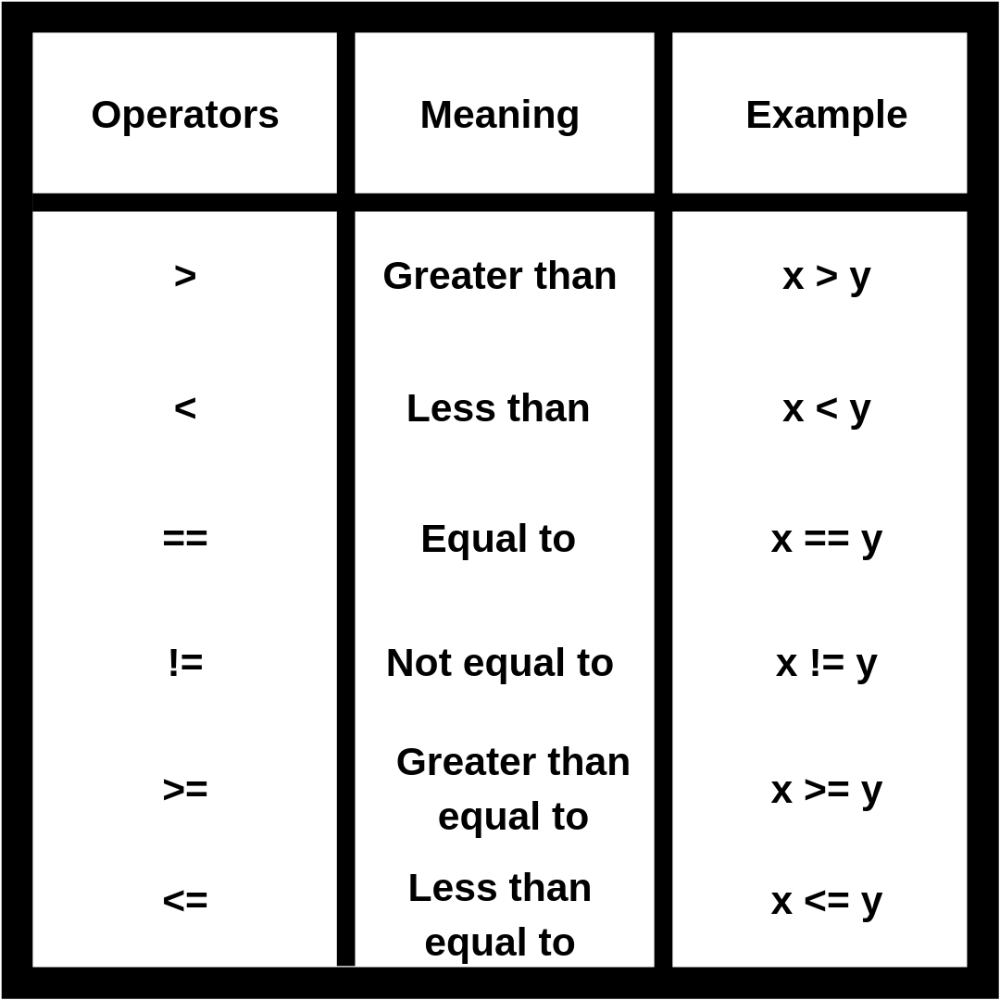 Operators Meaning Example
> Greater than x > y
< Less than x < y
== Equal to x == y
!= Not equal to x != y
Greater than
>= equal to x >= y
Less than
<= equal to x <= y